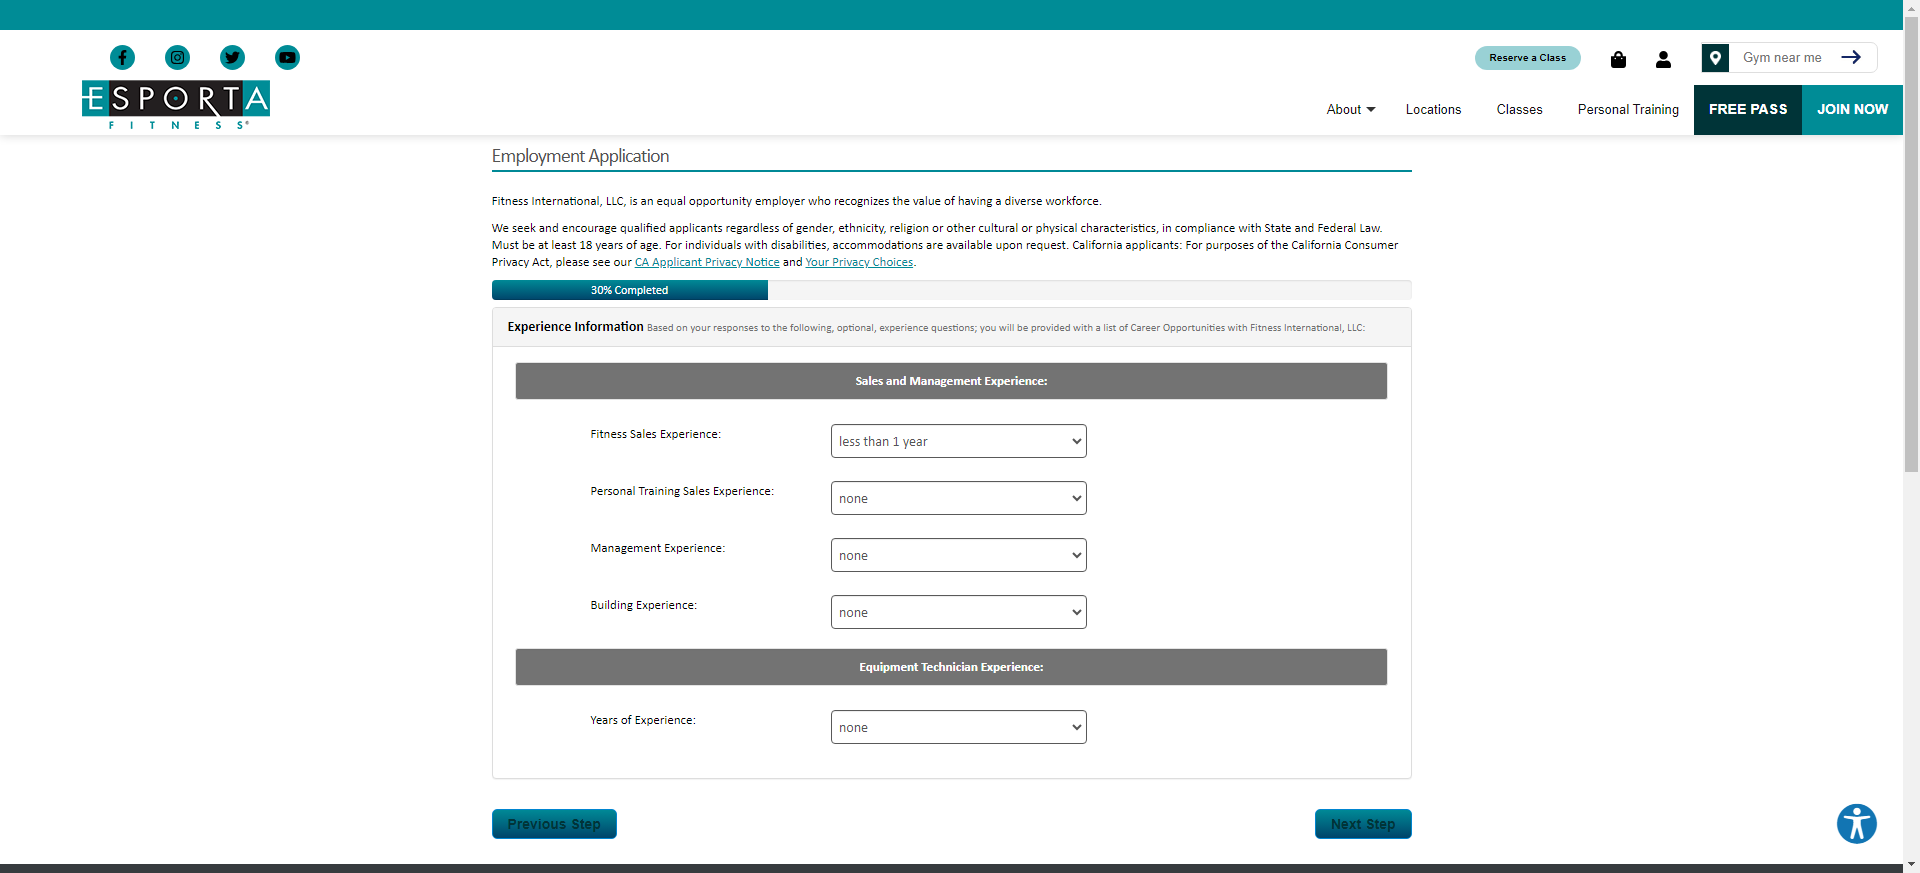 Reserve a Class
Gym near me
ESPORTA
FITNESS®
About
Locations
Classes
Personal Training
FREE PASS
JOIN NOW
Employment Application
Fitness International, LLC, is an equal opportunity employer who recognizes the value of having a diverse workforce.
We seek and encourage qualified applicants regardless of gender, ethnicity, religion or other cultural or physical characteristics, in compliance with State and Federal Law.
Must be at least 18 years of age. For individuals with disabilities, accommodations are available upon request. California applicants: For purposes of the California Consumer
Privacy Act, please see our CA Applicant Privacy Notice and Your Privacy Choices.
30% Completed
Experience Information Based on your responses to the following, optional, experience questions; you will be provided with a list of Career Opportunities with Fitness International, LLC:
Sales and Management Experience:
Fitness Sales Experience:
less than 1 year
Personal Training Sales Experience:
none
Management Experience:
none
Building Experience:
none
Equipment Technician Experience:
Years of Experience:
none
Previous Step
Next Step